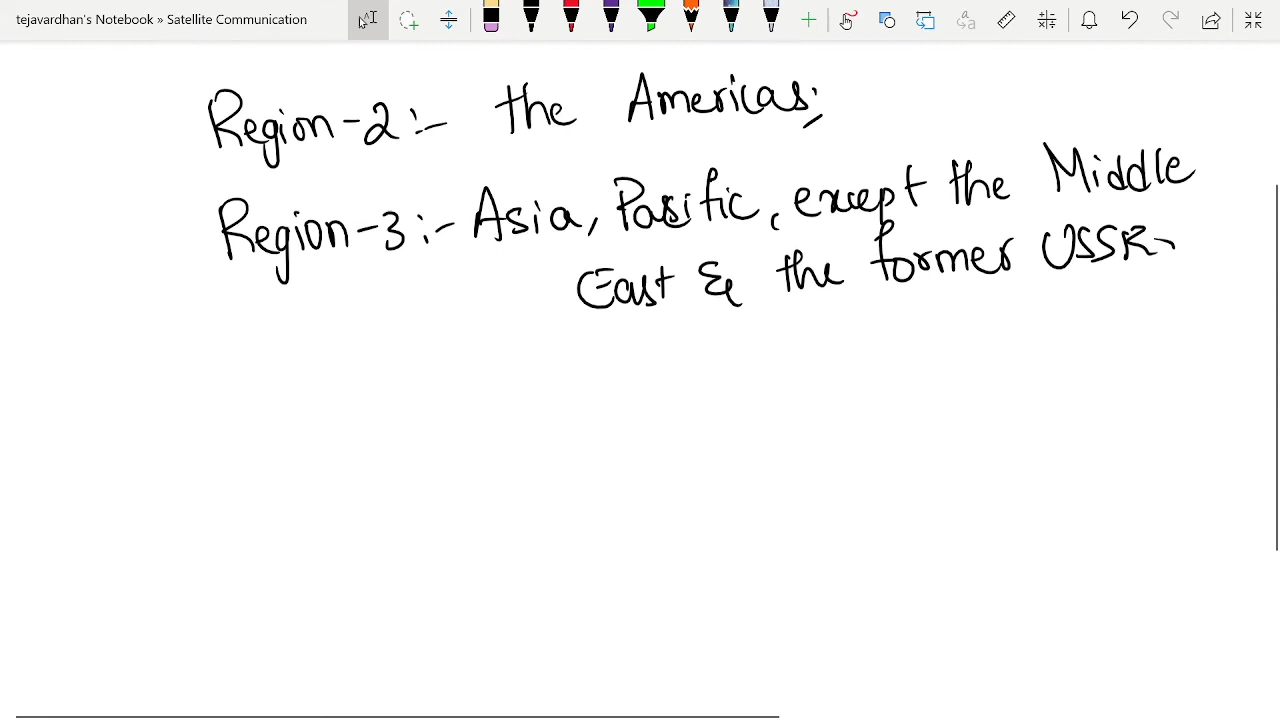 tejavardhan's Notebook » Satellite Communication
Region-2:- the Americas.
Region-3:- Asia, Pasific, except the Middle
East & the former USSR.